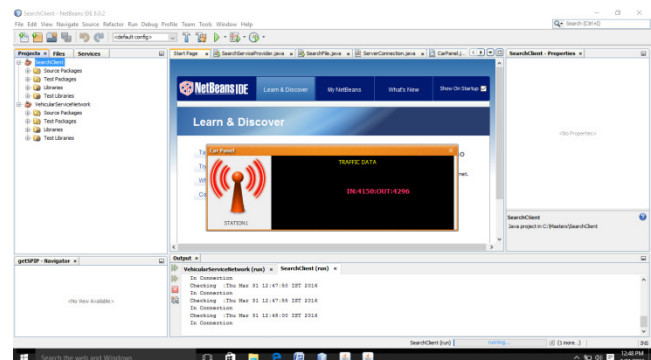 SearchClient - NetBeans IDE 8.0.2
File Edit View Navigate Source Refactor Run Debug Profile Team Tools Window Help
Search (Ctrl+I)
<default config>
Projects × Files Services
Start Page × SearchServiceProvider.java × SearchFile.java × ServerConnection.java × CarPanel.j...
SearchClient - Properties ×
SearchClient
Source Packages
Test Packages
Libraries
Test Libraries
VehicularServiceNetwork
Source Packages
Test Packages
Libraries
Test Libraries
NetBeans IDE
Learn & Discover
My NetBeans
What's New
Show On Startup
Learn & Discover
<No Properties>
Car Panel
TRAFFIC DATA
IN:4150:OUT:4296
STATION1
SearchClient
Java project in C:\Masters\SearchClient
getSPIP - Navigator ×
<No View Available>
Output ×
VehicularServiceNetwork (run) × SearchClient (run) ×
In Connection
Checking :Thu Mar 31 12:47:50 IST 2016
In Connection
Checking :Thu Mar 31 12:47:55 IST 2016
In Connection
Checking :Thu Mar 31 12:48:00 IST 2016
In Connection
SearchClient (run)
running...
(1 more...)
Search the web and Windows
12:48 PM